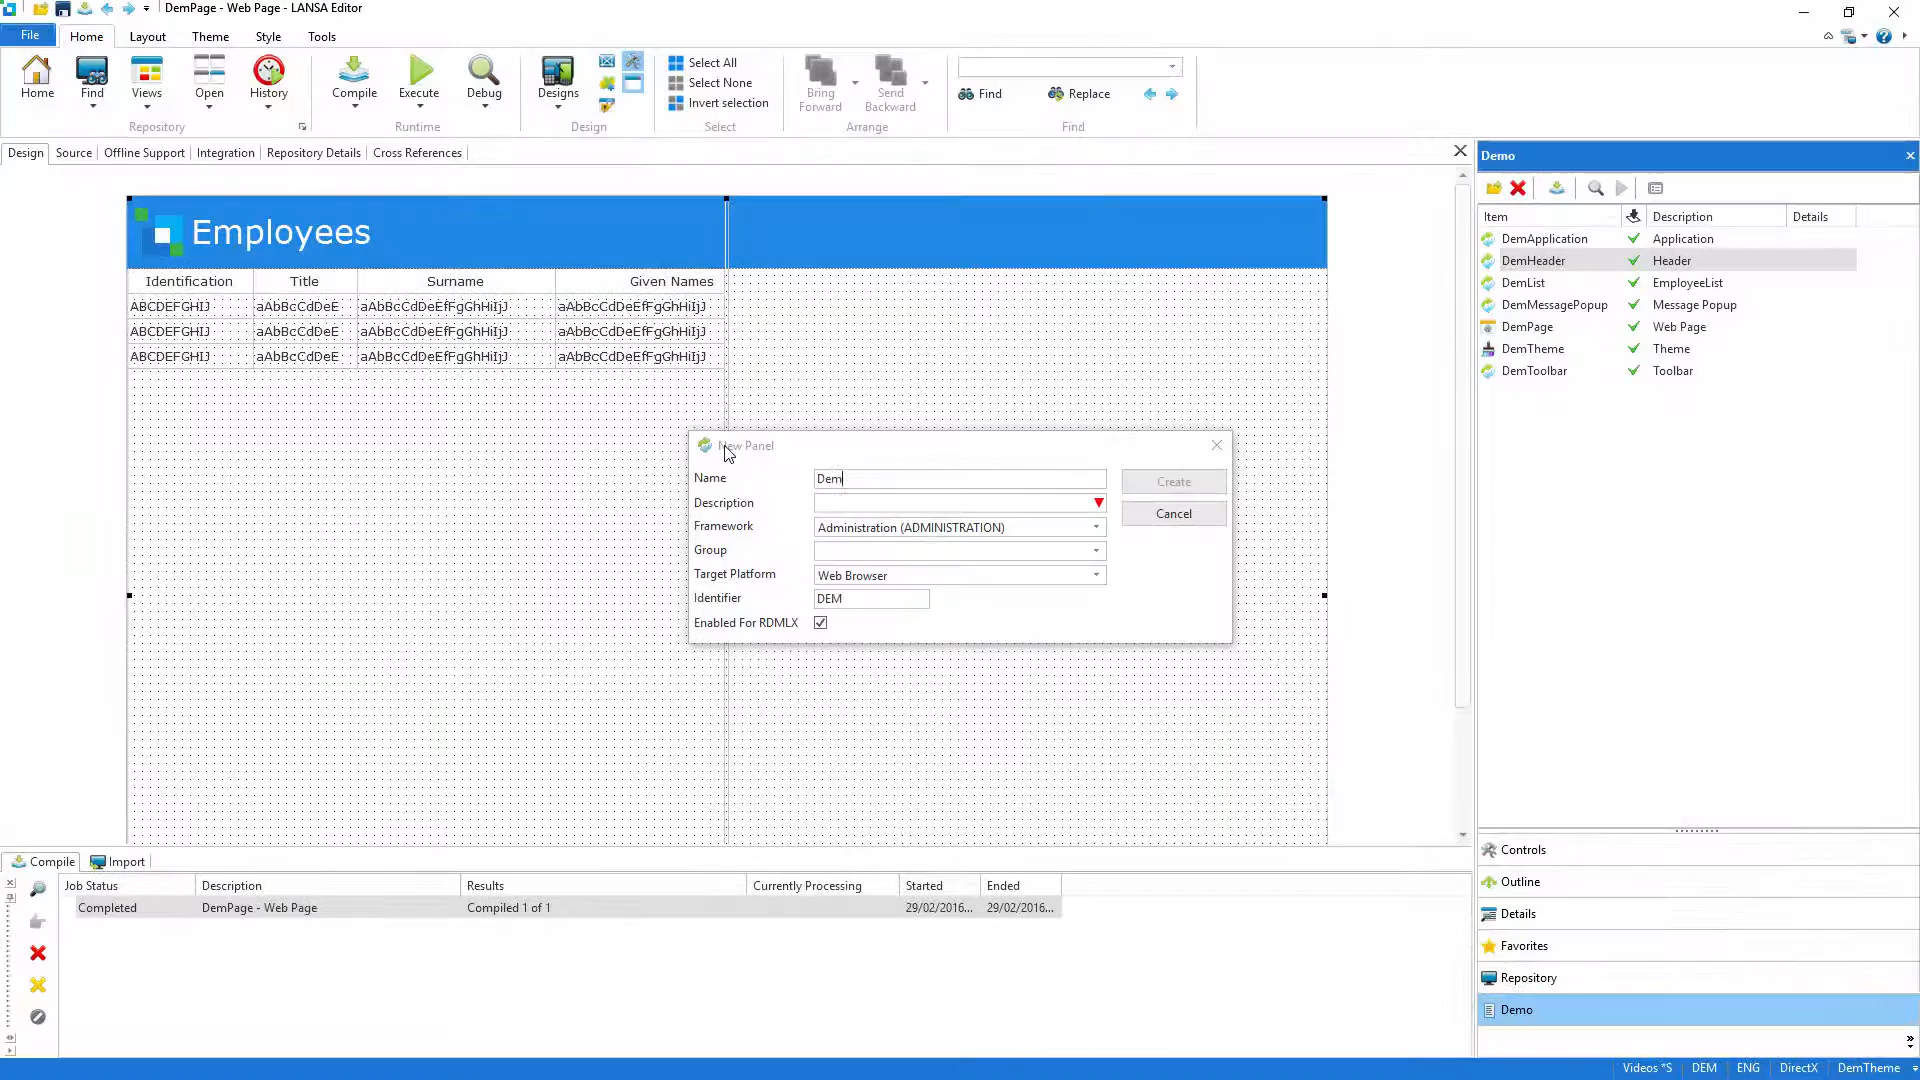 DemPage - Web Page - LANSA Editor
File Home Layout Theme Style Tools
Home Find Views Open History Compile Execute Debug Designs
Select All
Select None
Invert selection
Bring Forward
Send Backward
Find Replace
Repository Runtime Design Select Arrange Find
Design Source Offline Support Integration Repository Details Cross References
Employees
Identification Title Surname Given Names
ABCDEFGHIJ aAbBcCdDeE aAbBcCdDeEfFgGhHiIjJ aAbBcCdDeEfFgGhHiIjJ
ABCDEFGHIJ aAbBcCdDeE aAbBcCdDeEfFgGhHiIjJ aAbBcCdDeEfFgGhHiIjJ
ABCDEFGHIJ aAbBcCdDeE aAbBcCdDeEfFgGhHiIjJ aAbBcCdDeEfFgGhHiIjJ
New Panel
Name Dem
Create
Description
Cancel
Framework Administration (ADMINISTRATION)
Group
Target Platform Web Browser
Identifier DEM
Enabled For RDMLX
Demo
Item Description Details
DemApplication Application
DemHeader Header
DemList EmployeeList
DemMessagePopup Message Popup
DemPage Web Page
DemTheme Theme
DemToolbar Toolbar
Controls
Outline
Details
Favorites
Repository
Demo
Compile Import
Job Status Description Results Currently Processing Started Ended
Completed DemPage - Web Page Compiled 1 of 1 29/02/2016... 29/02/2016...
Videos *S DEM ENG DirectX DemTheme